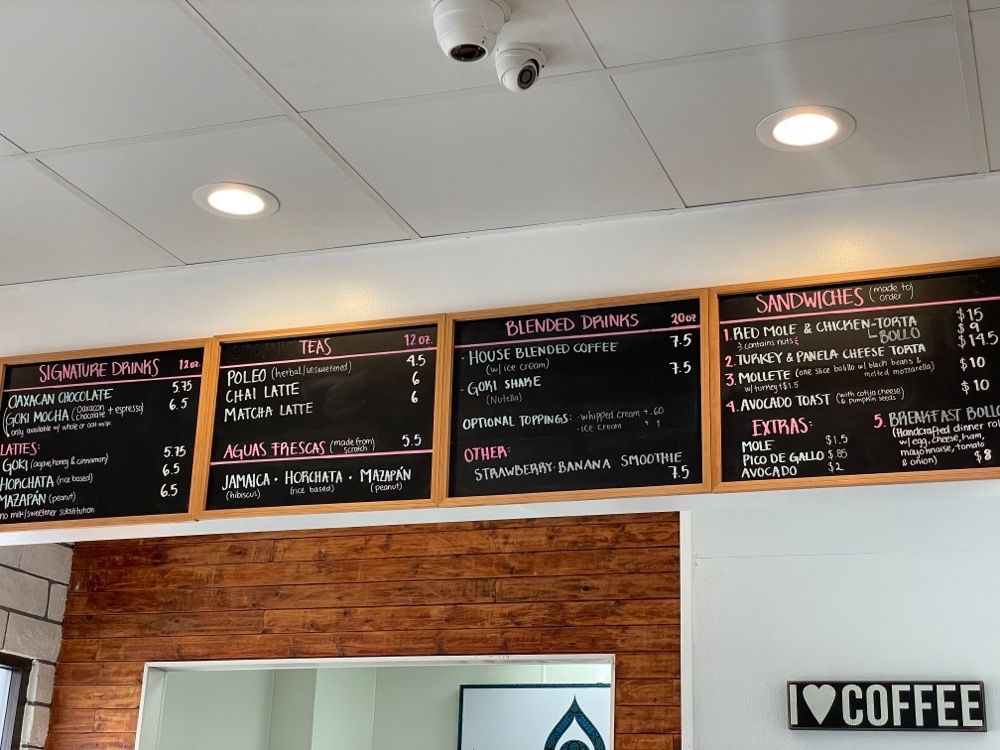 SIGNATURE DRINKS 12oz.
OAXACAN CHOCOLATE 5.75
GOKI MOCHA (Oaxacan chocolate + espresso) 6.5
only available w/ whole or oat milk
LATTES:
GOKI (agave, honey & cinnamon) 5.75
HORCHATA (rice based) 6.5
MAZAPÁN (peanut) 6.5
no milk/sweetener substitution
TEAS 12oz.
POLEO (herbal/unsweetened) 4.5
CHAI LATTE 6
MATCHA LATTE 6
AGUAS FRESCAS (made from scratch) 5.5
JAMAICA · HORCHATA · MAZAPÁN
(hibiscus) (rice based) (peanut)
BLENDED DRINKS 20oz
· HOUSE BLENDED COFFEE 7.5
(w/ ice cream)
· GOKI SHAKE 7.5
(Nutella)
OPTIONAL TOPPINGS: · whipped cream + .60
· ice cream + 1
OTHER:
STRAWBERRY-BANANA SMOOTHIE
7.5
SANDWICHES (made to order)
1. RED MOLE & CHICKEN-TORTA $15
contains nuts BOLLO $9
2. TURKEY & PANELA CHEESE TORTA $14.5
3. MOLLETE (one slice bolillo w/ black beans & melted mozzarella) $10
w/ turkey + $1.5
4. AVOCADO TOAST (with cotija cheese & pumpkin seeds) $10
EXTRAS:
MOLE $1.5
PICO DE GALLO $.85
AVOCADO $2
5. BREAKFAST BOLLO
(Handcrafted dinner roll
w/ egg, cheese, ham,
mayonnaise, tomato
& onion) $8
I♥COFFEE